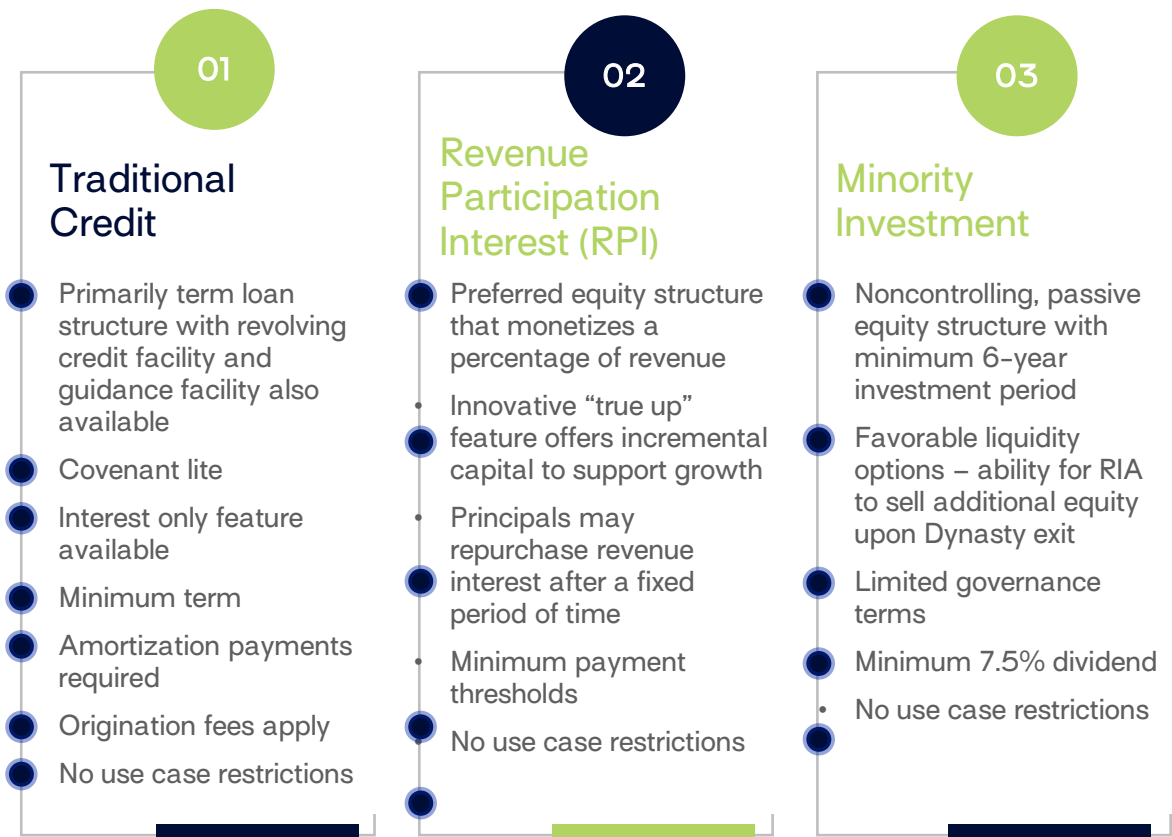 01
Traditional
Credit
Primarily term loan
structure with revolving
credit facility and
guidance facility also
available
Covenant lite
Interest only feature
available
Minimum term
Amortization payments
required
Origination fees apply
No use case restrictions
02
Revenue
Participation
Interest (RPI)
Preferred equity structure
that monetizes a
percentage of revenue
• Innovative “true up”
feature offers incremental
capital to support growth
• Principals may
repurchase revenue
interest after a fixed
period of time
• Minimum payment
thresholds
• No use case restrictions
03
Minority
Investment
Noncontrolling, passive
equity structure with
minimum 6-year
investment period
Favorable liquidity
options – ability for RIA
to sell additional equity
upon Dynasty exit
Limited governance
terms
Minimum 7.5% dividend
• No use case restrictions